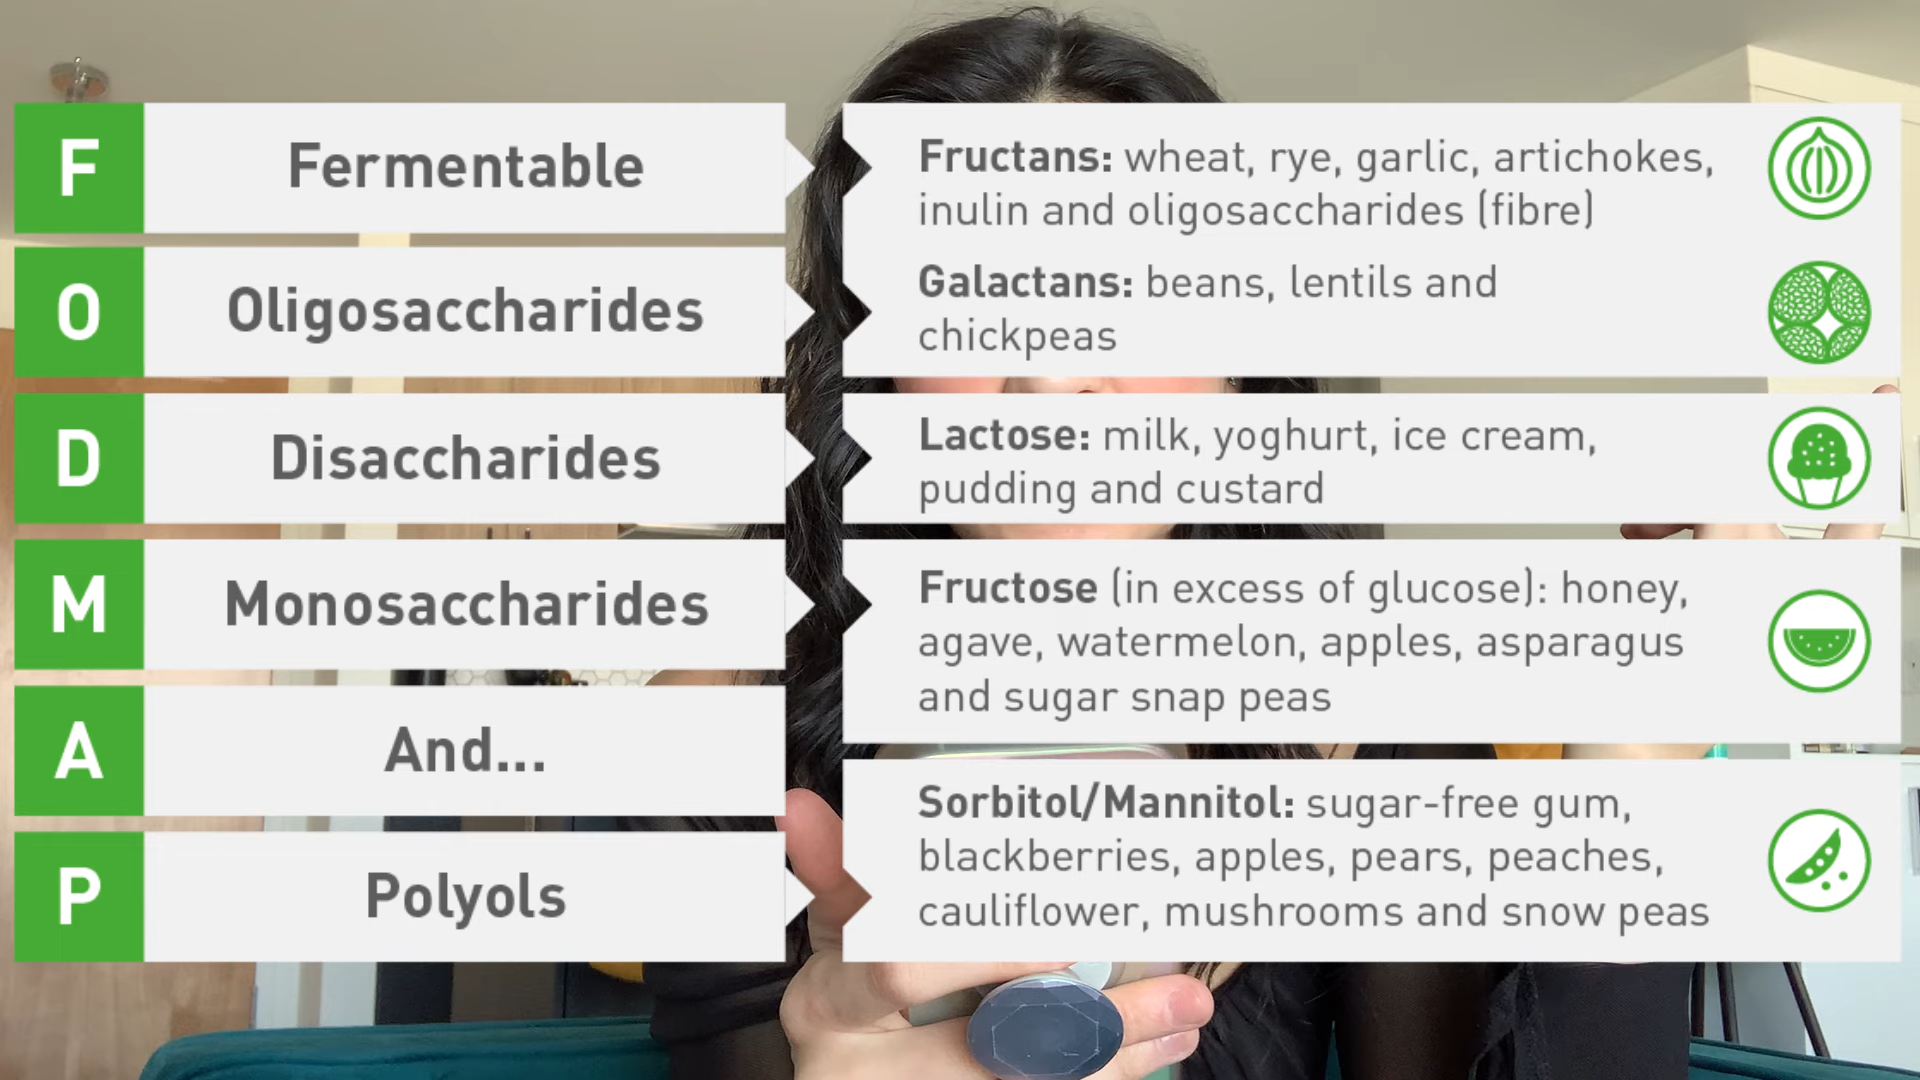 F Fermentable
Fructans: wheat, rye, garlic, artichokes,
inulin and oligosaccharides (fibre)
O Oligosaccharides
Galactans: beans, lentils and
chickpeas
D Disaccharides
Lactose: milk, yoghurt, ice cream,
pudding and custard
M Monosaccharides
Fructose (in excess of glucose): honey,
agave, watermelon, apples, asparagus
and sugar snap peas
A And...
P Polyols
Sorbitol/Mannitol: sugar-free gum,
blackberries, apples, pears, peaches,
cauliflower, mushrooms and snow peas